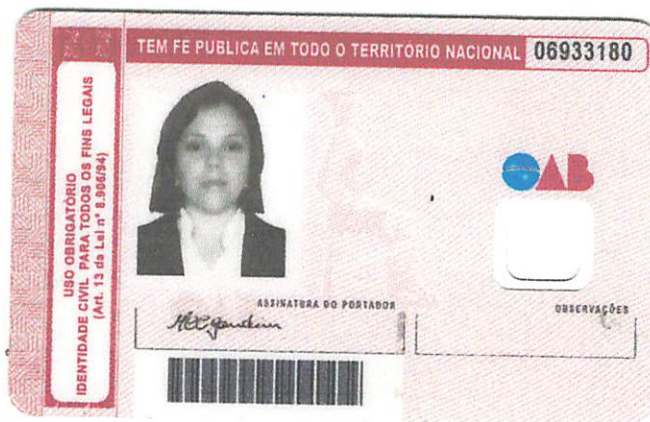 TEM FÉ PUBLICA EM TODO O TERRITÓRIO NACIONAL 06933180
USO OBRIGATÓRIO
IDENTIDADE CIVIL PARA TODOS OS FINS LEGAIS
(Art. 13 da Lei nº 8.906/94)
OAB
ASSINATURA DO PORTADOR
OBSERVAÇÕES